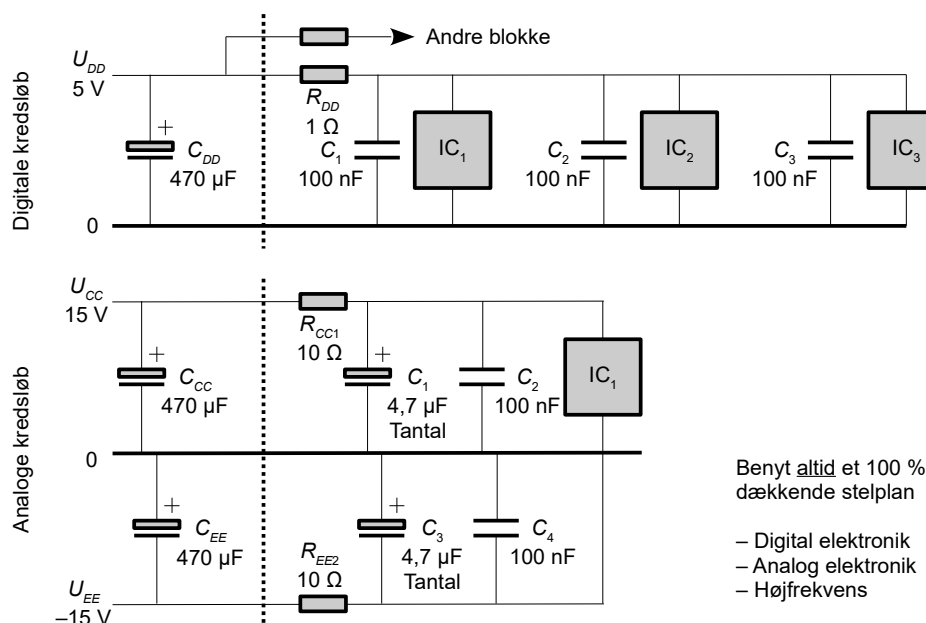 Digitale kredsløb
Andre blokke
U_DD
5 V
R_DD
1 Ω
+
C_DD
470 µF
C_1
100 nF
IC_1
C_2
100 nF
IC_2
C_3
100 nF
IC_3
0
Analoge kredsløb
U_CC
15 V
R_CC1
10 Ω
+
C_CC
470 µF
+
C_1
4,7 µF
Tantal
C_2
100 nF
IC_1
0
+
C_EE
470 µF
R_EE2
10 Ω
+
C_3
4,7 µF
Tantal
C_4
100 nF
U_EE
–15 V
Benyt altid et 100 %
dækkende stelplan
– Digital elektronik
– Analog elektronik
– Højfrekvens